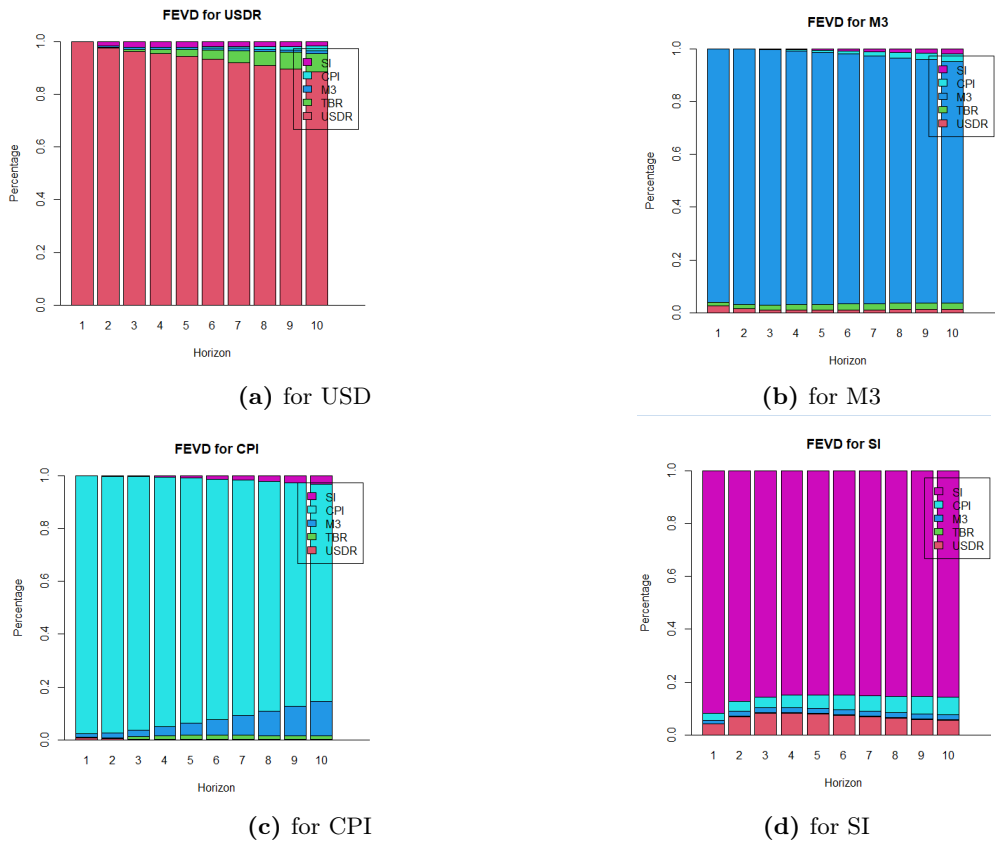 FEVD for USDR
Percentage
0.0 0.2 0.4 0.6 0.8 1.0
SI
CPI
M3
TBR
USDR
1 2 3 4 5 6 7 8 9 10
Horizon
(a) for USD
FEVD for M3
Percentage
0.0 0.2 0.4 0.6 0.8 1.0
SI
CPI
M3
TBR
USDR
1 2 3 4 5 6 7 8 9 10
Horizon
(b) for M3
FEVD for CPI
Percentage
0.0 0.2 0.4 0.6 0.8 1.0
SI
CPI
M3
TBR
USDR
1 2 3 4 5 6 7 8 9 10
Horizon
(c) for CPI
FEVD for SI
Percentage
0.0 0.2 0.4 0.6 0.8 1.0
SI
CPI
M3
TBR
USDR
1 2 3 4 5 6 7 8 9 10
Horizon
(d) for SI